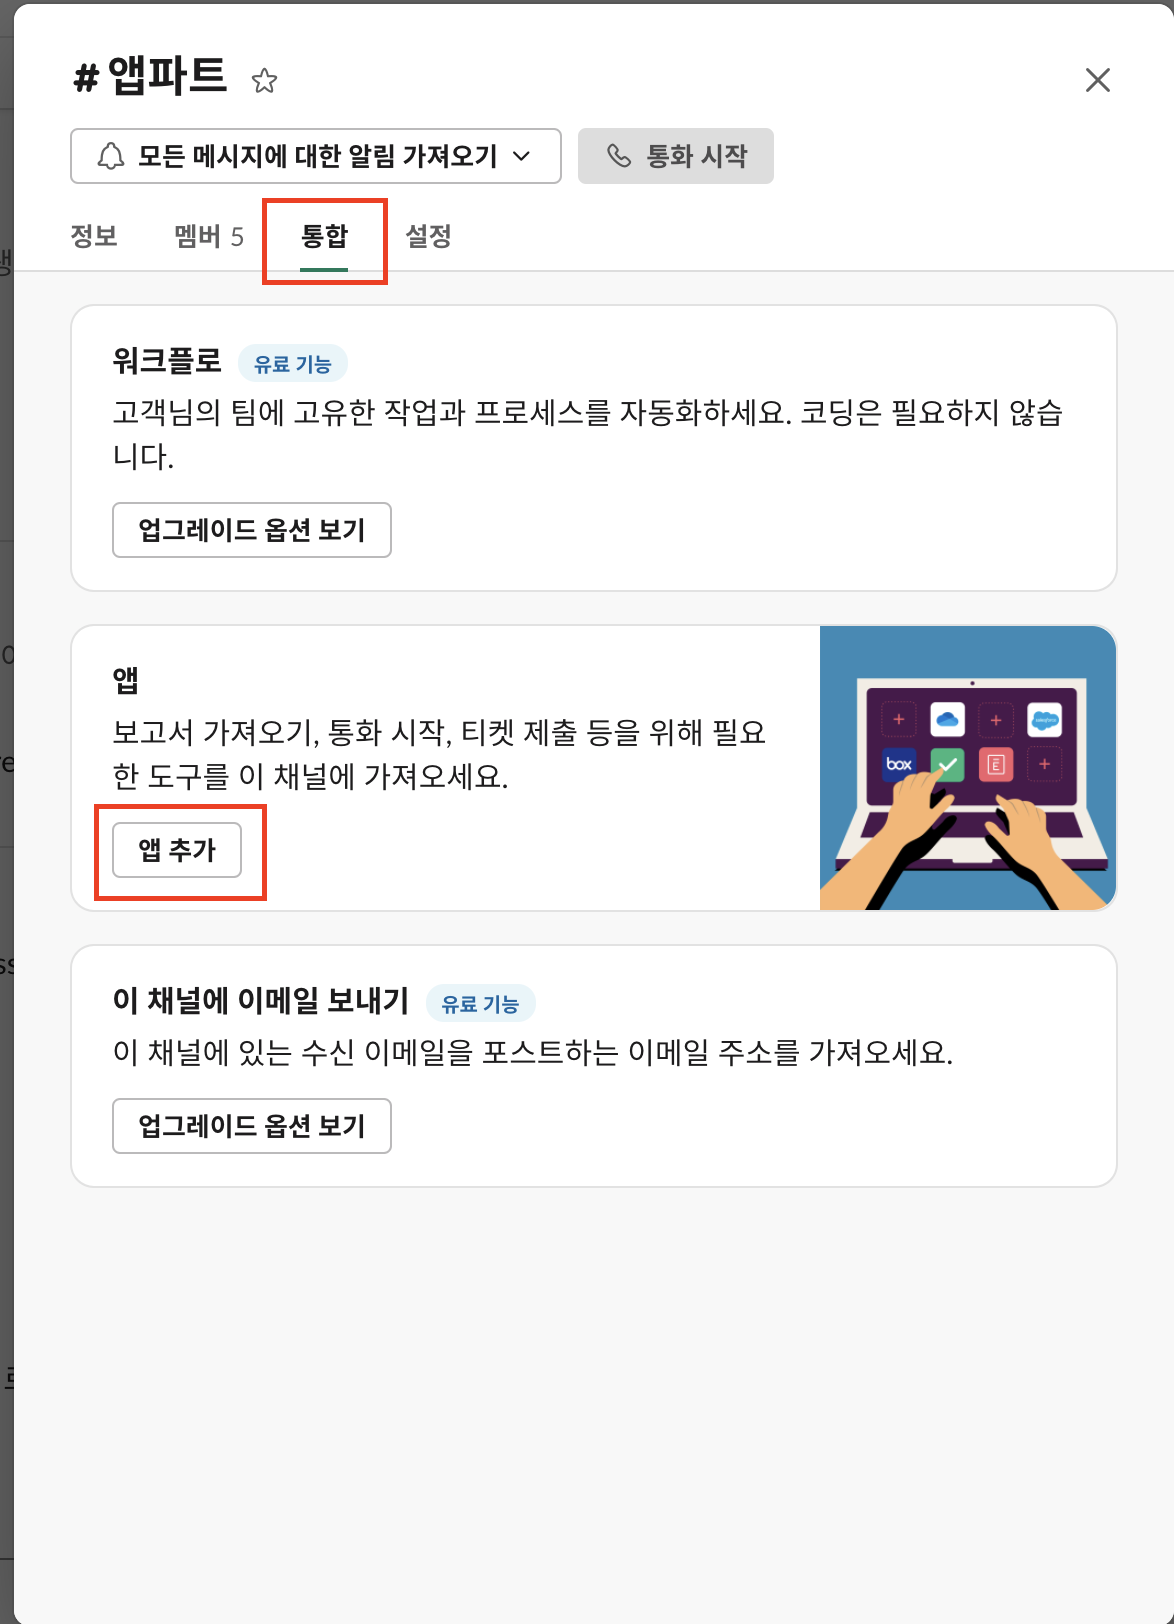 # 앱파트
모든 메시지에 대한 알림 가져오기
통화 시작
정보 멤버 5 통합 설정
워크플로 유료 기능
고객님의 팀에 고유한 작업과 프로세스를 자동화하세요. 코딩은 필요하지 않습
니다.
업그레이드 옵션 보기
앱
보고서 가져오기, 통화 시작, 티켓 제출 등을 위해 필요
한 도구를 이 채널에 가져오세요.
앱 추가
salesforce
box
이 채널에 이메일 보내기 유료 기능
이 채널에 있는 수신 이메일을 포스트하는 이메일 주소를 가져오세요.
업그레이드 옵션 보기